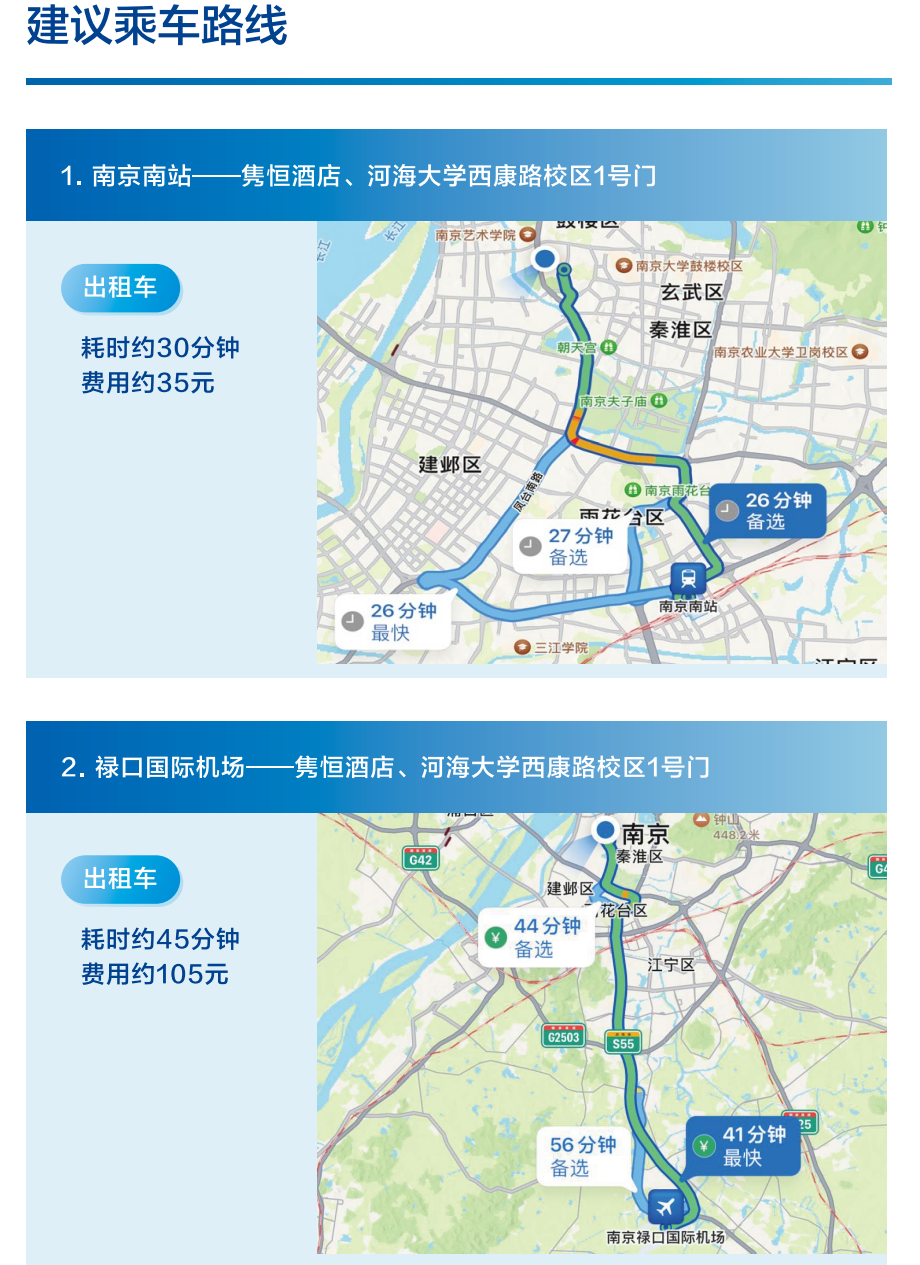 建议乘车路线
1. 南京南站——隽恒酒店、河海大学西康路校区1号门
出租车
耗时约30分钟
费用约35元
长江
长江
南京艺术学院
鼓楼区
南京大学鼓楼校区
玄武区
秦淮区
朝天宫
南京农业大学卫岗校区
南京夫子庙
建邺区
凤台南路
南京雨花台
雨花台区
26分钟
备选
27分钟
备选
南京南站
26分钟
最快
三江学院
江宁区
2. 禄口国际机场——隽恒酒店、河海大学西康路校区1号门
出租车
耗时约45分钟
费用约105元
浦口区
南京
钟山
448.2米
秦淮区
G42
建邺区
花台区
44分钟
备选
江宁区
G2503
S55
56分钟
备选
41分钟
最快
25
南京禄口国际机场